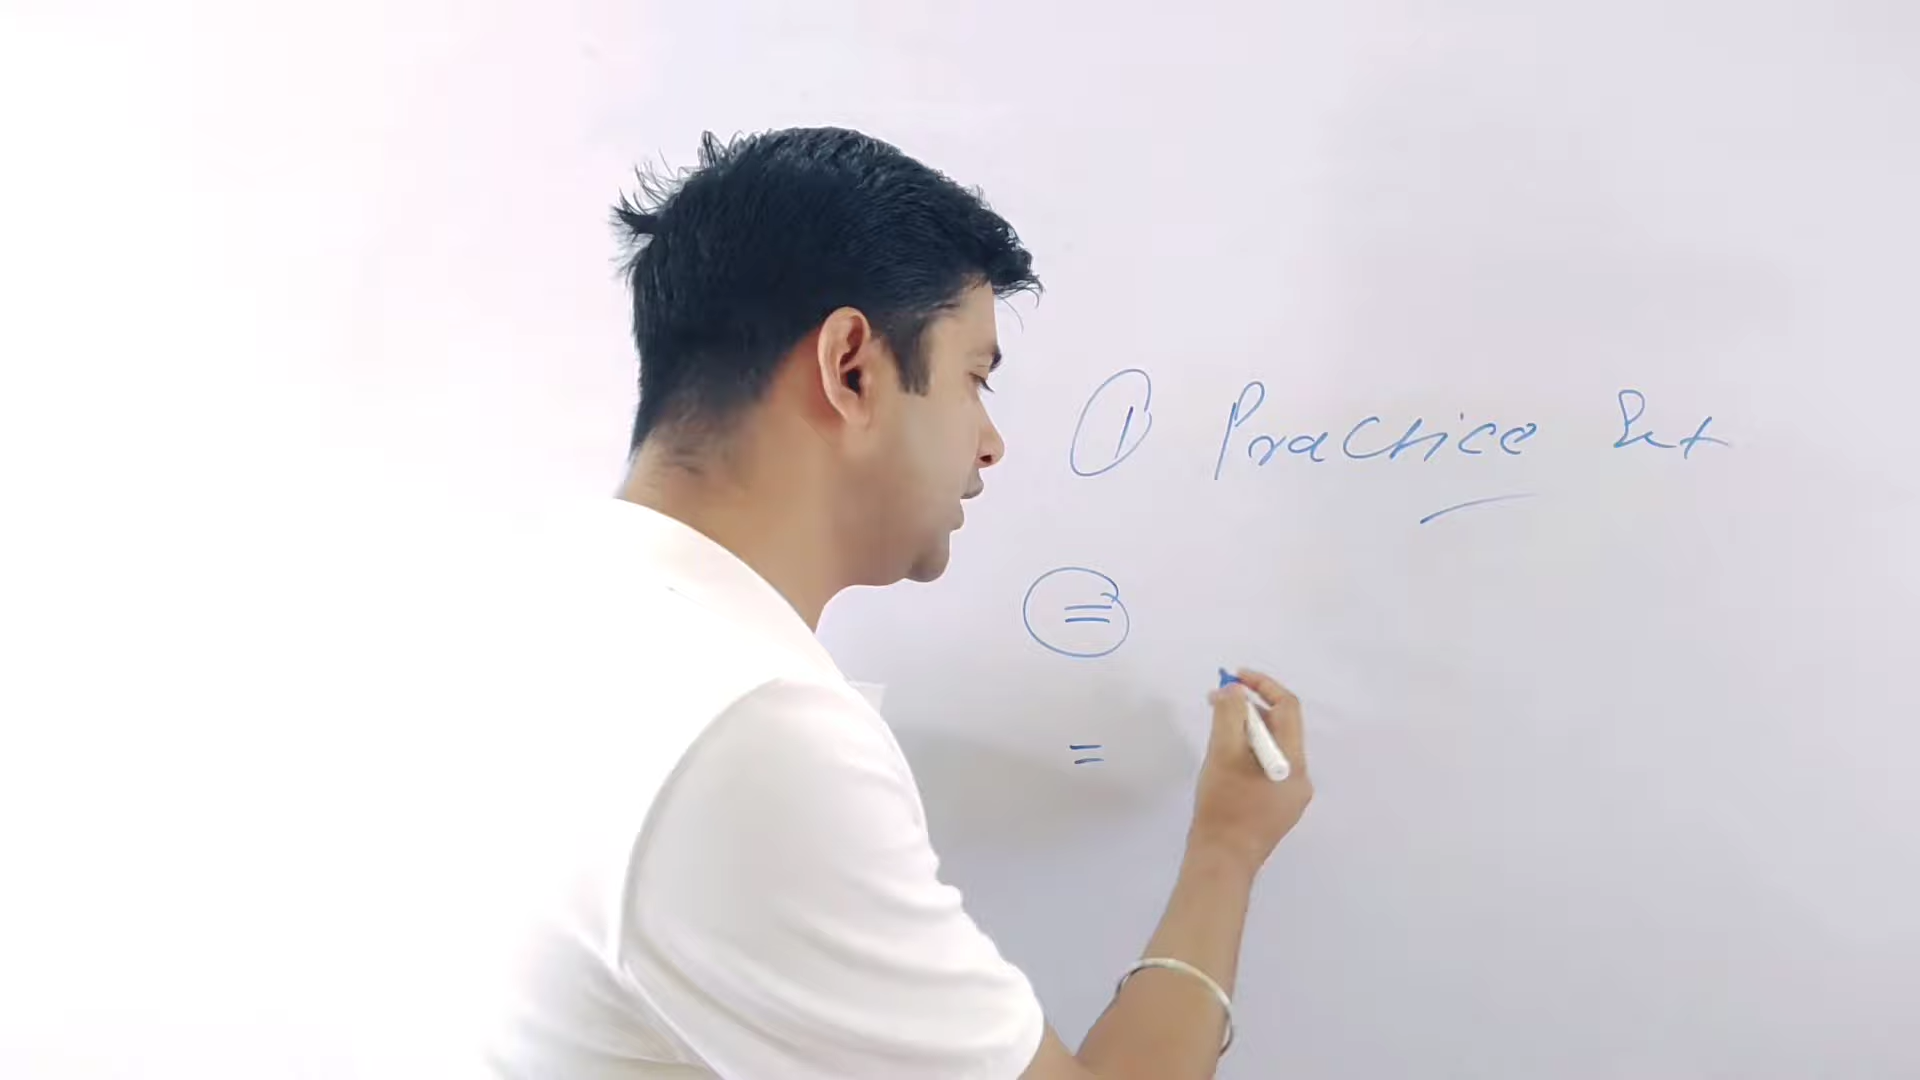 ① Practice Set
=
=